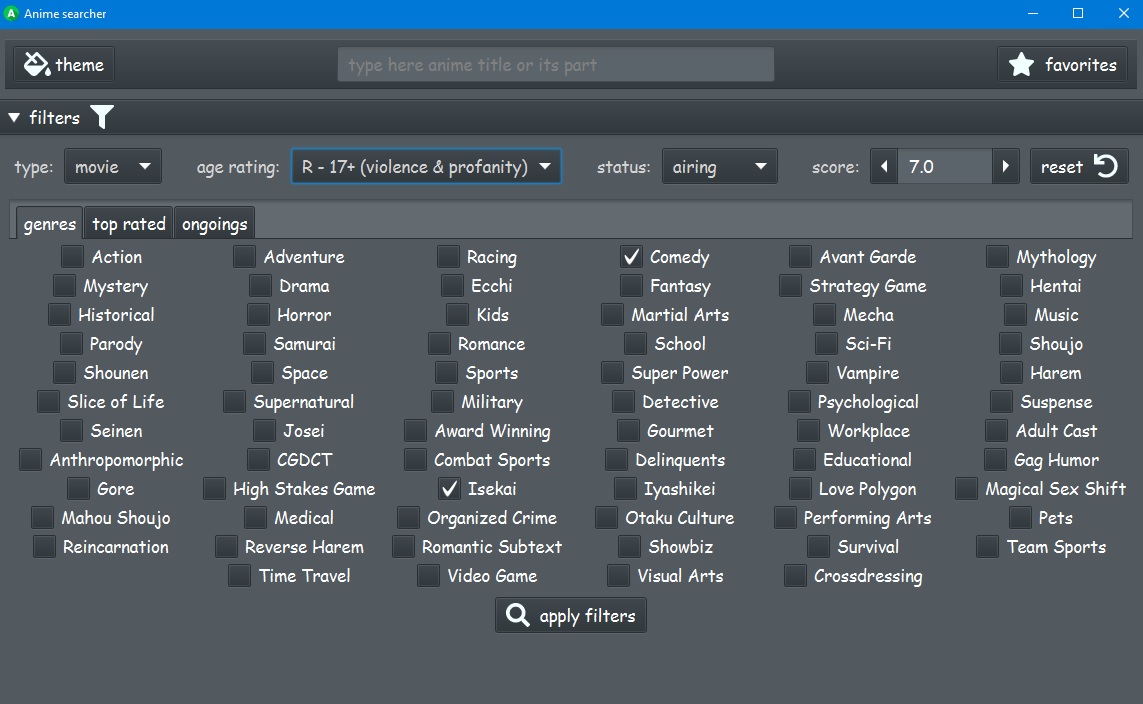 A Anime searcher
theme type here anime title or its part favorites
filters
type: movie age rating: R - 17+ (violence & profanity) status: airing score: 7.0 reset
genres top rated ongoings
Action Adventure Racing Comedy Avant Garde Mythology
Mystery Drama Ecchi Fantasy Strategy Game Hentai
Historical Horror Kids Martial Arts Mecha Music
Parody Samurai Romance School Sci-Fi Shoujo
Shounen Space Sports Super Power Vampire Harem
Slice of Life Supernatural Military Detective Psychological Suspense
Seinen Josei Award Winning Gourmet Workplace Adult Cast
Anthropomorphic CGDCT Combat Sports Delinquents Educational Gag Humor
Gore High Stakes Game Isekai Iyashikei Love Polygon Magical Sex Shift
Mahou Shoujo Medical Organized Crime Otaku Culture Performing Arts Pets
Reincarnation Reverse Harem Romantic Subtext Showbiz Survival Team Sports
Time Travel Video Game Visual Arts Crossdressing
apply filters